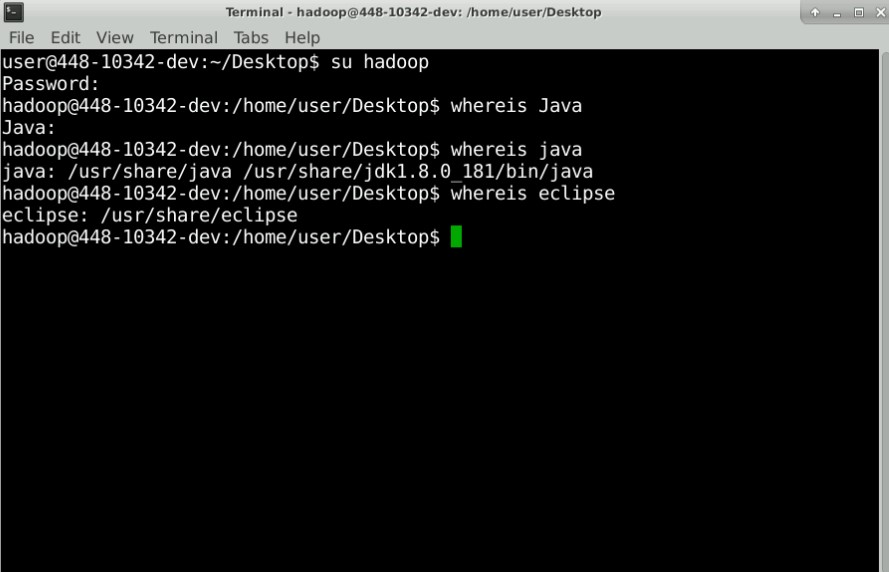 Terminal - hadoop@448-10342-dev: /home/user/Desktop
File Edit View Terminal Tabs Help
user@448-10342-dev:~/Desktop$ su hadoop
Password:
hadoop@448-10342-dev:/home/user/Desktop$ whereis Java
Java:
hadoop@448-10342-dev:/home/user/Desktop$ whereis java
java: /usr/share/java /usr/share/jdk1.8.0_181/bin/java
hadoop@448-10342-dev:/home/user/Desktop$ whereis eclipse
eclipse: /usr/share/eclipse
hadoop@448-10342-dev:/home/user/Desktop$